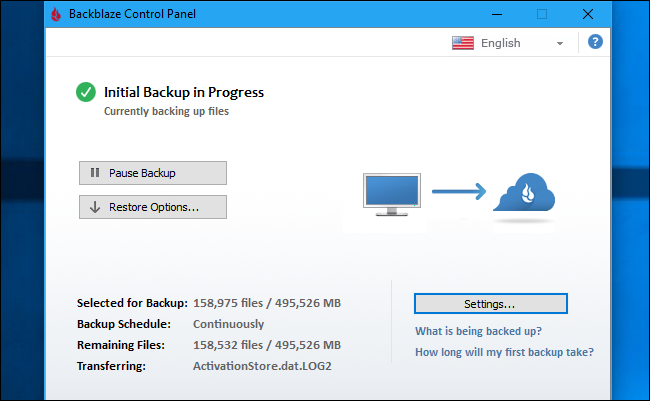 Backblaze Control Panel
English
?
Initial Backup in Progress
Currently backing up files
Pause Backup
Restore Options...
Selected for Backup: 158,975 files / 495,526 MB
Backup Schedule: Continuously
Remaining Files: 158,532 files / 495,526 MB
Transferring: ActivationStore.dat.LOG2
Settings...
What is being backed up?
How long will my first backup take?